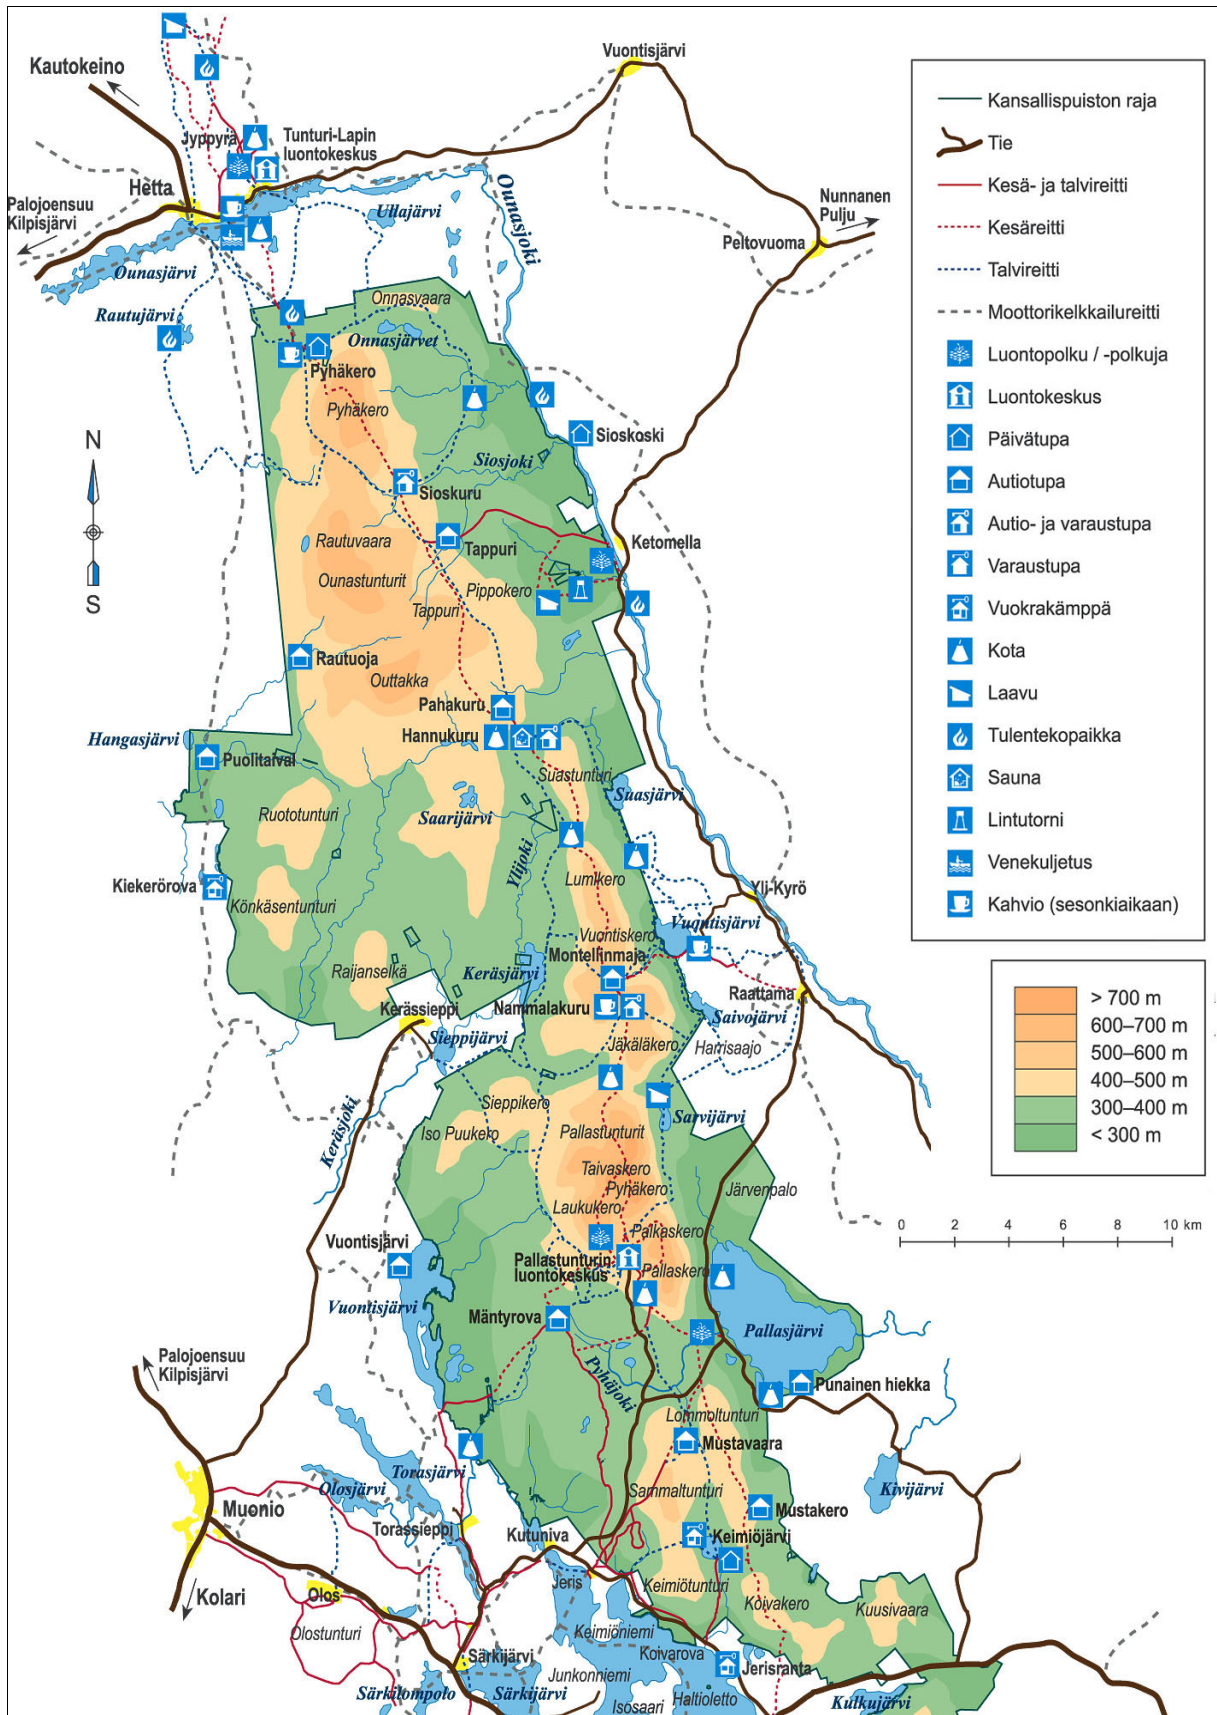 Kautokeino
Vuontisjärvi
Jyppyrä
Tunturi-Lapin
luontokeskus
Hetta
Palojoensuu
Kilpisjärvi
Ullajärvi
Ounasjoki
Nunnanen
Pulju
Peltovuoma
Ounasjärvi
Rautujärvi
Onnasvaara
Onnasjärvet
Pyhäkero
Pyhäkero
N
S
Sioskoski
Siosjoki
Sioskuru
Rautuvaara
Tappuri
Ketomella
Ounastunturit
Pippokero
Tappuri
Rautuoja
Outtakka
Pahakuru
Hannukuru
Hangasjärvi
Puolitaival
Suastunturi
Suasjärvi
Ruototunturi
Saarijärvi
Ylijoki
Lumikero
Kiekerörova
Könkäsentunturi
Yli-Kyrö
Vuontisjärvi
Vuontiskero
Montellinmaja
Raijanselkä
Keräsjärvi
Raattama
Kerässieppi
Nammalakuru
Saivojärvi
Sieppijärvi
Jäkäläkero
Harrisaajo
Sieppikero
Keräsjoki
Iso Puukero
Sarvijärvi
Pallastunturit
Taivaskero
Pyhäkero
Järvenpalo
Laukukero
Palkaskero
Vuontisjärvi
Pallastunturin
luontokeskus
Pallaskero
Vuontisjärvi
Mäntyrova
Pallasjärvi
Palojoensuu
Kilpisjärvi
Pyhäjoki
Punainen hiekka
Lommoltunturi
Mustavaara
Torasjärvi
Olosjärvi
Sammaltunturi
Kivijärvi
Muonio
Torassieppi
Mustakero
Kutuniva
Keimiöjärvi
Kolari
Olos
Jeris
Keimiötunturi
Koivakero
Kuusivaara
Olostunturi
Keimiöniemi
Koivarova
Särkijärvi
Junkonniemi
Jerisranta
Särkilompolo
Särkijärvi
Isosaari
Haltioletto
Kulkujärvi
Kansallispuiston raja
Tie
Kesä- ja talvireitti
Kesäreitti
Talvireitti
Moottorikelkkailureitti
Luontopolku / -polkuja
Luontokeskus
Päivätupa
Autiotupa
Autio- ja varaustupa
Varaustupa
Vuokrakämppä
Kota
Laavu
Tulentekopaikka
Sauna
Lintutorni
Venekuljetus
Kahvio (sesonkiaikaan)
> 700 m
600–700 m
500–600 m
400–500 m
300–400 m
< 300 m
0 2 4 6 8 10 km